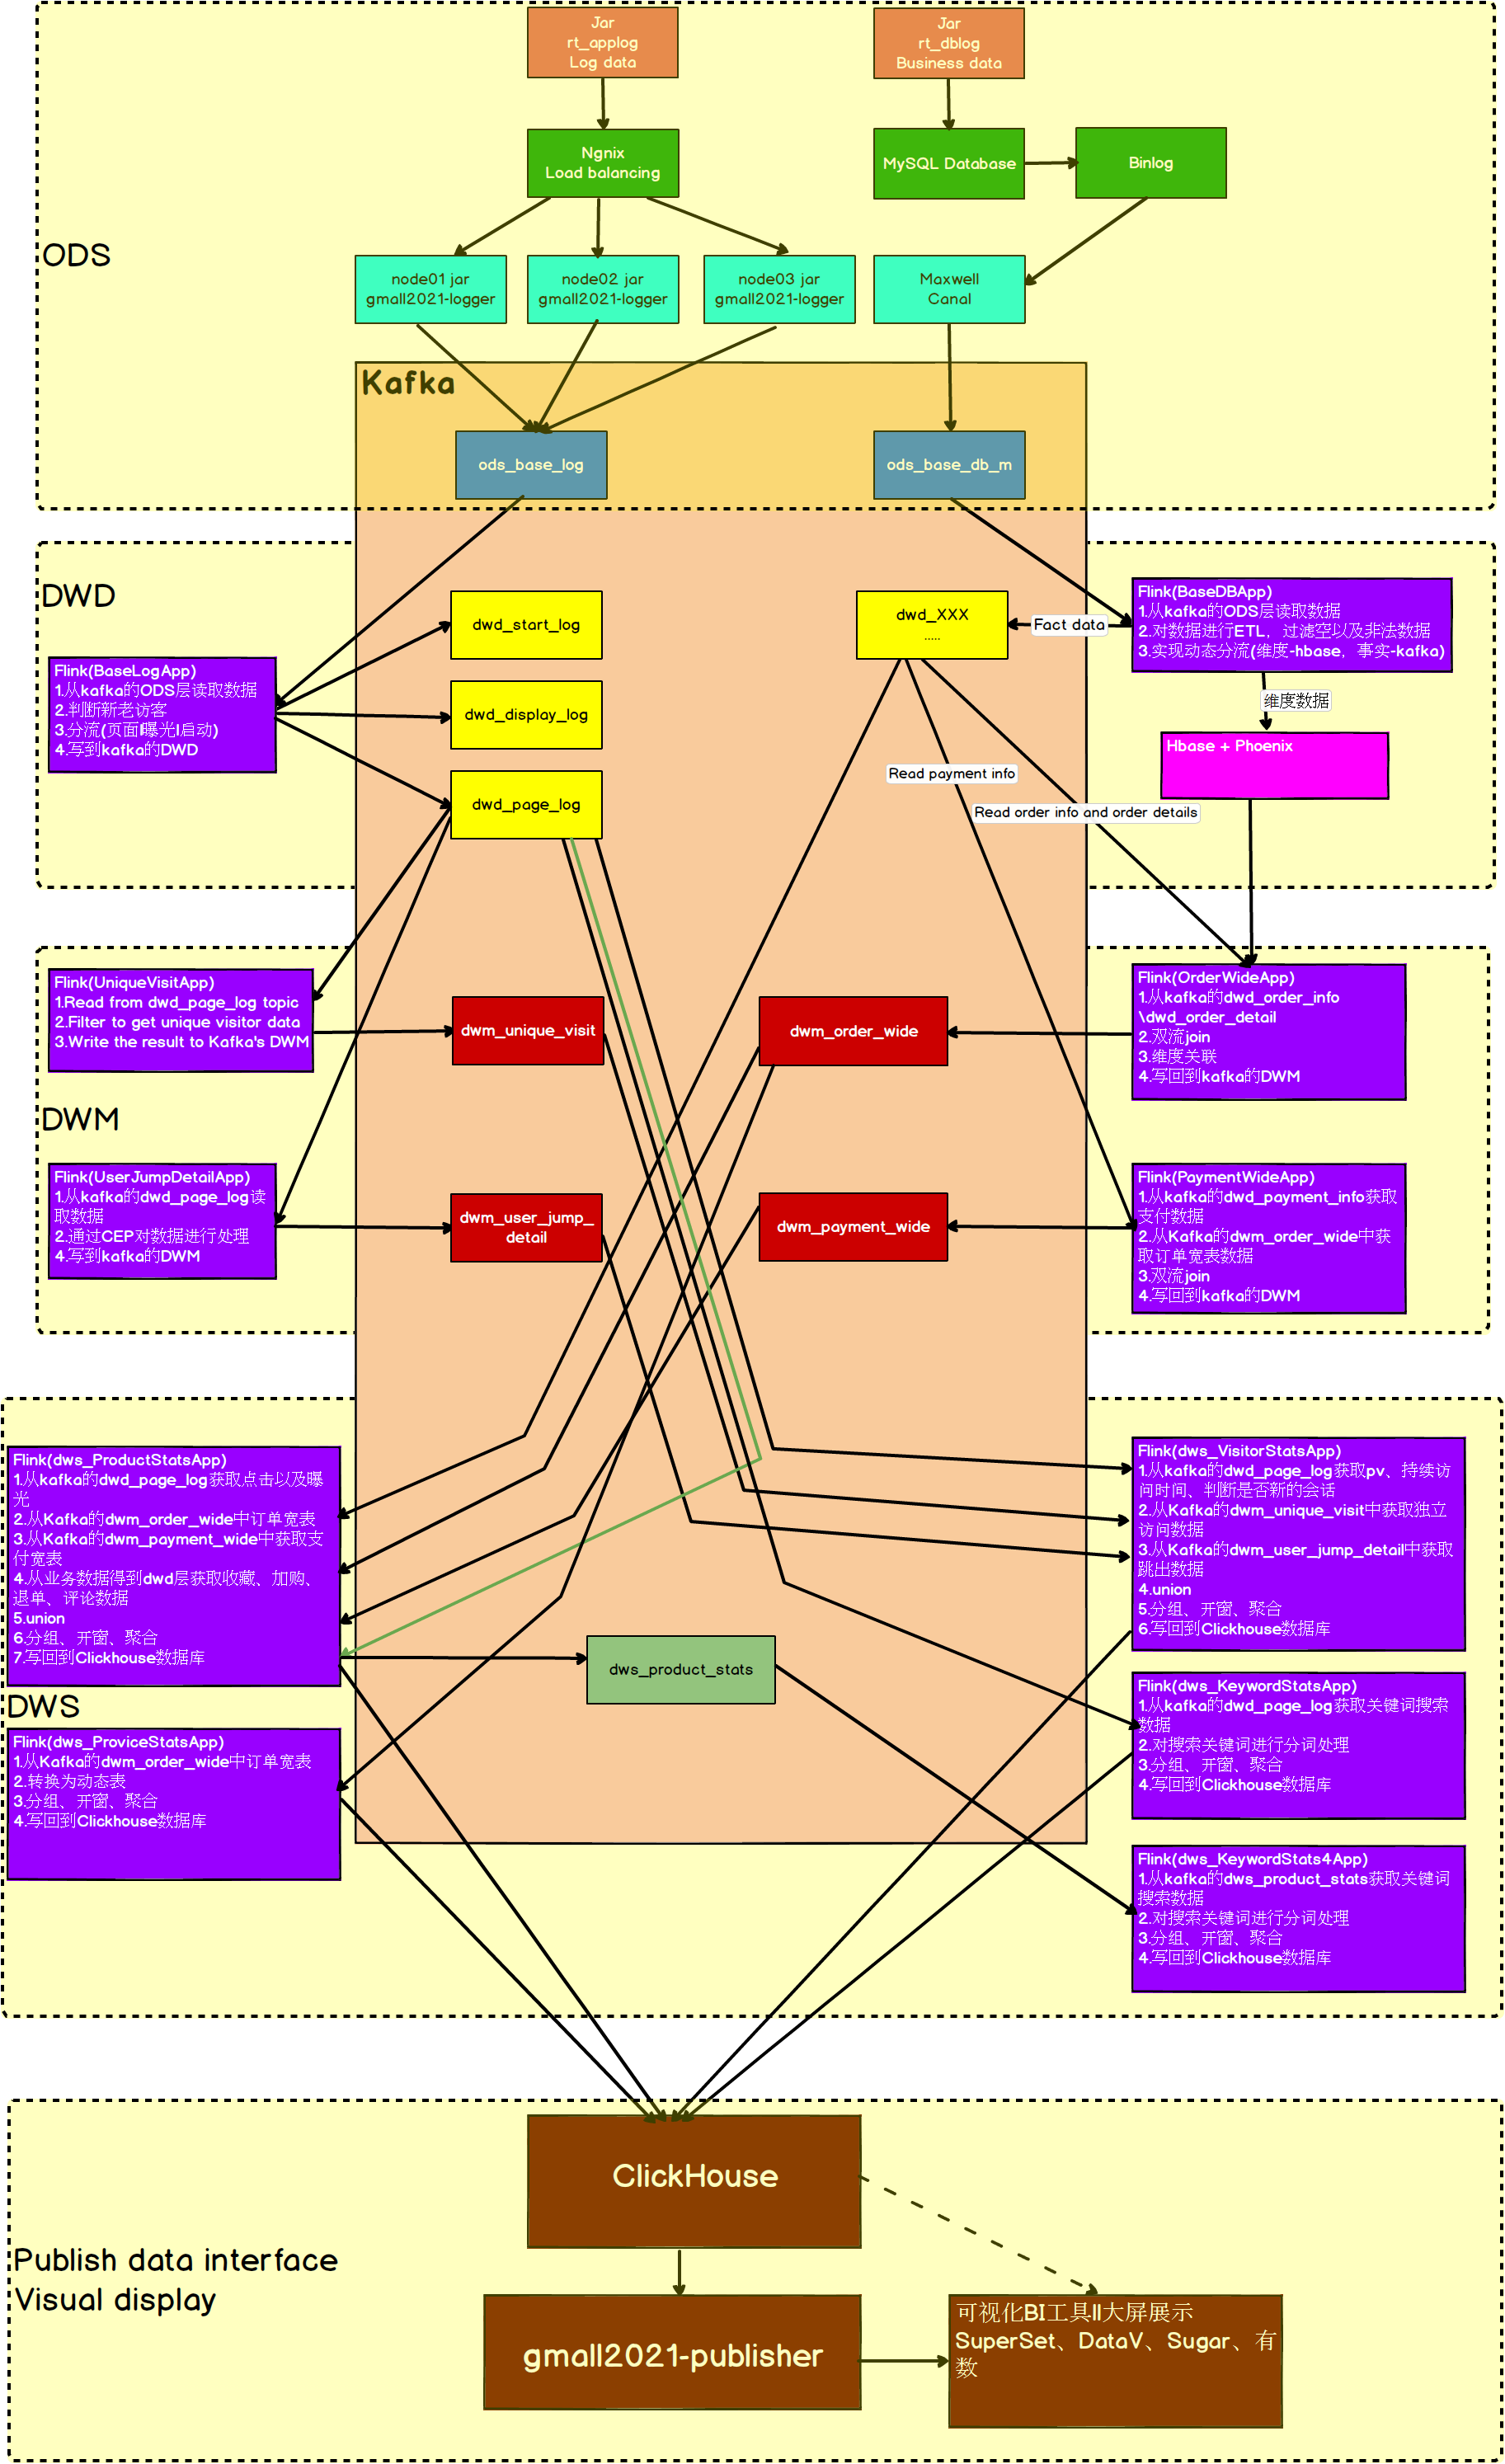 Jar
rt_applog
Log data
Jar
rt_dblog
Business data
Ngnix
Load balancing
MySQL Database
Binlog
ODS
node01 jar
gmall2021-logger
node02 jar
gmall2021-logger
node03 jar
gmall2021-logger
Maxwell
Canal
Kafka
ods_base_log
ods_base_db_m
DWD
dwd_start_log
dwd_XXX
.....
Fact data
Flink(BaseDBApp)
1.从kafka的ODS层读取数据
2.对数据进行ETL，过滤空以及非法数据
3.实现动态分流(维度-hbase，事实-kafka)
Flink(BaseLogApp)
1.从kafka的ODS层读取数据
2.判断新老访客
3.分流(页面|曝光|启动)
4.写到kafka的DWD
dwd_display_log
维度数据
Hbase + Phoenix
dwd_page_log
Read payment info
Read order info and order details
Flink(UniqueVisitApp)
1.Read from dwd_page_log topic
2.Filter to get unique visitor data
3.Write the result to Kafka's DWM
dwm_unique_visit
dwm_order_wide
Flink(OrderWideApp)
1.从kafka的dwd_order_info
\dwd_order_detail
2.双流join
3.维度关联
4.写回到kafka的DWM
DWM
Flink(UserJumpDetailApp)
1.从kafka的dwd_page_log读
取数据
2.通过CEP对数据进行处理
4.写到kafka的DWM
dwm_user_jump_
detail
dwm_payment_wide
Flink(PaymentWideApp)
1.从kafka的dwd_payment_info获取
支付数据
2.从Kafka的dwm_order_wide中获
取订单宽表数据
3.双流join
4.写回到kafka的DWM
Flink(dws_ProductStatsApp)
1.从kafka的dwd_page_log获取点击以及曝
光
2.从Kafka的dwm_order_wide中订单宽表
3.从Kafka的dwm_payment_wide中获取支
付宽表
4.从业务数据得到dwd层获取收藏、加购、
退单、评论数据
5.union
6.分组、开窗、聚合
7.写回到Clickhouse数据库
Flink(dws_VisitorStatsApp)
1.从kafka的dwd_page_log获取pv、持续访
问时间、判断是否新的会话
2.从Kafka的dwm_unique_visit中获取独立
访问数据
3.从Kafka的dwm_user_jump_detail中获取
跳出数据
4.union
5.分组、开窗、聚合
6.写回到Clickhouse数据库
dws_product_stats
DWS
Flink(dws_KeywordStatsApp)
1.从kafka的dwd_page_log获取关键词搜索
数据
2.对搜索关键词进行分词处理
3.分组、开窗、聚合
4.写回到Clickhouse数据库
Flink(dws_ProviceStatsApp)
1.从Kafka的dwm_order_wide中订单宽表
2.转换为动态表
3.分组、开窗、聚合
4.写回到Clickhouse数据库
Flink(dws_KeywordStats4App)
1.从kafka的dws_product_stats获取关键词
搜索数据
2.对搜索关键词进行分词处理
3.分组、开窗、聚合
4.写回到Clickhouse数据库
ClickHouse
Publish data interface
Visual display
gmall2021-publisher
可视化BI工具||大屏展示
SuperSet、DataV、Sugar、有
数